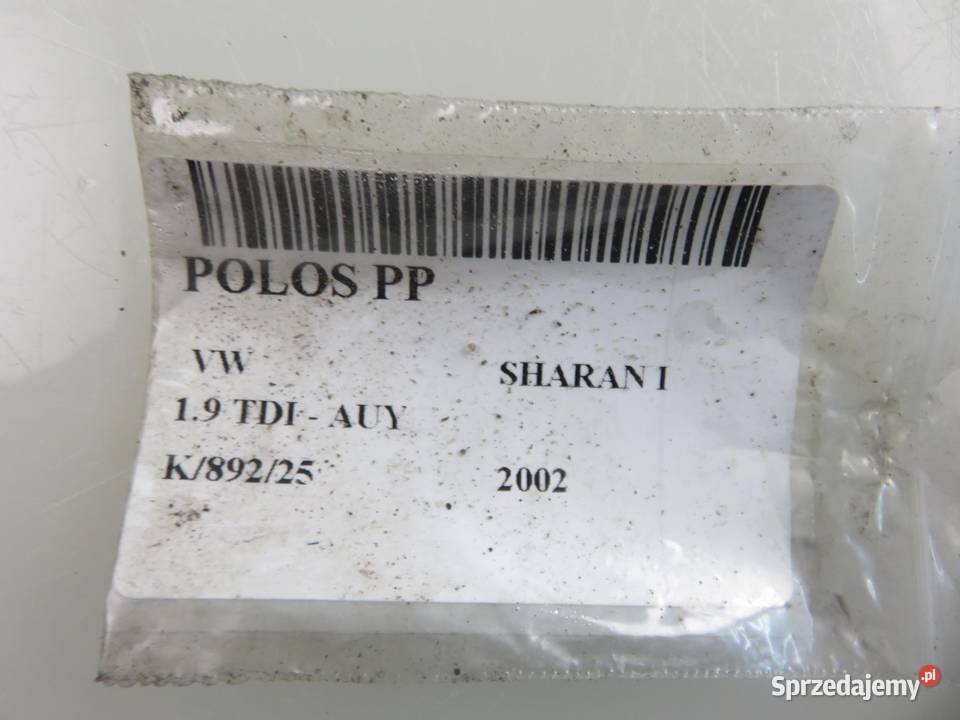 POLOS PP
VW SHARAN I
1.9 TDI - AUY
K/892/25 2002
Sprzedajemy.pl